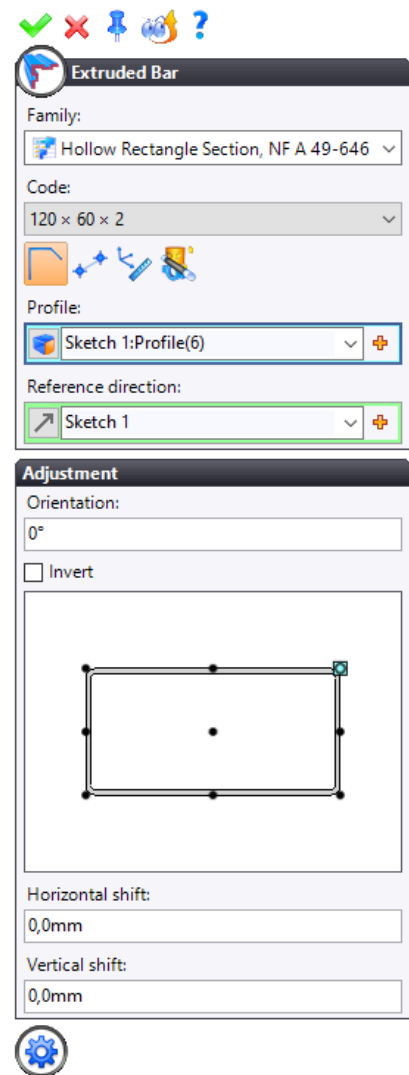 ?
Extruded Bar
Family:
Hollow Rectangle Section, NF A 49-646
Code:
120 × 60 × 2
Profile:
Sketch 1:Profile(6)
Reference direction:
Sketch 1
Adjustment
Orientation:
0°
Invert
Horizontal shift:
0,0mm
Vertical shift:
0,0mm